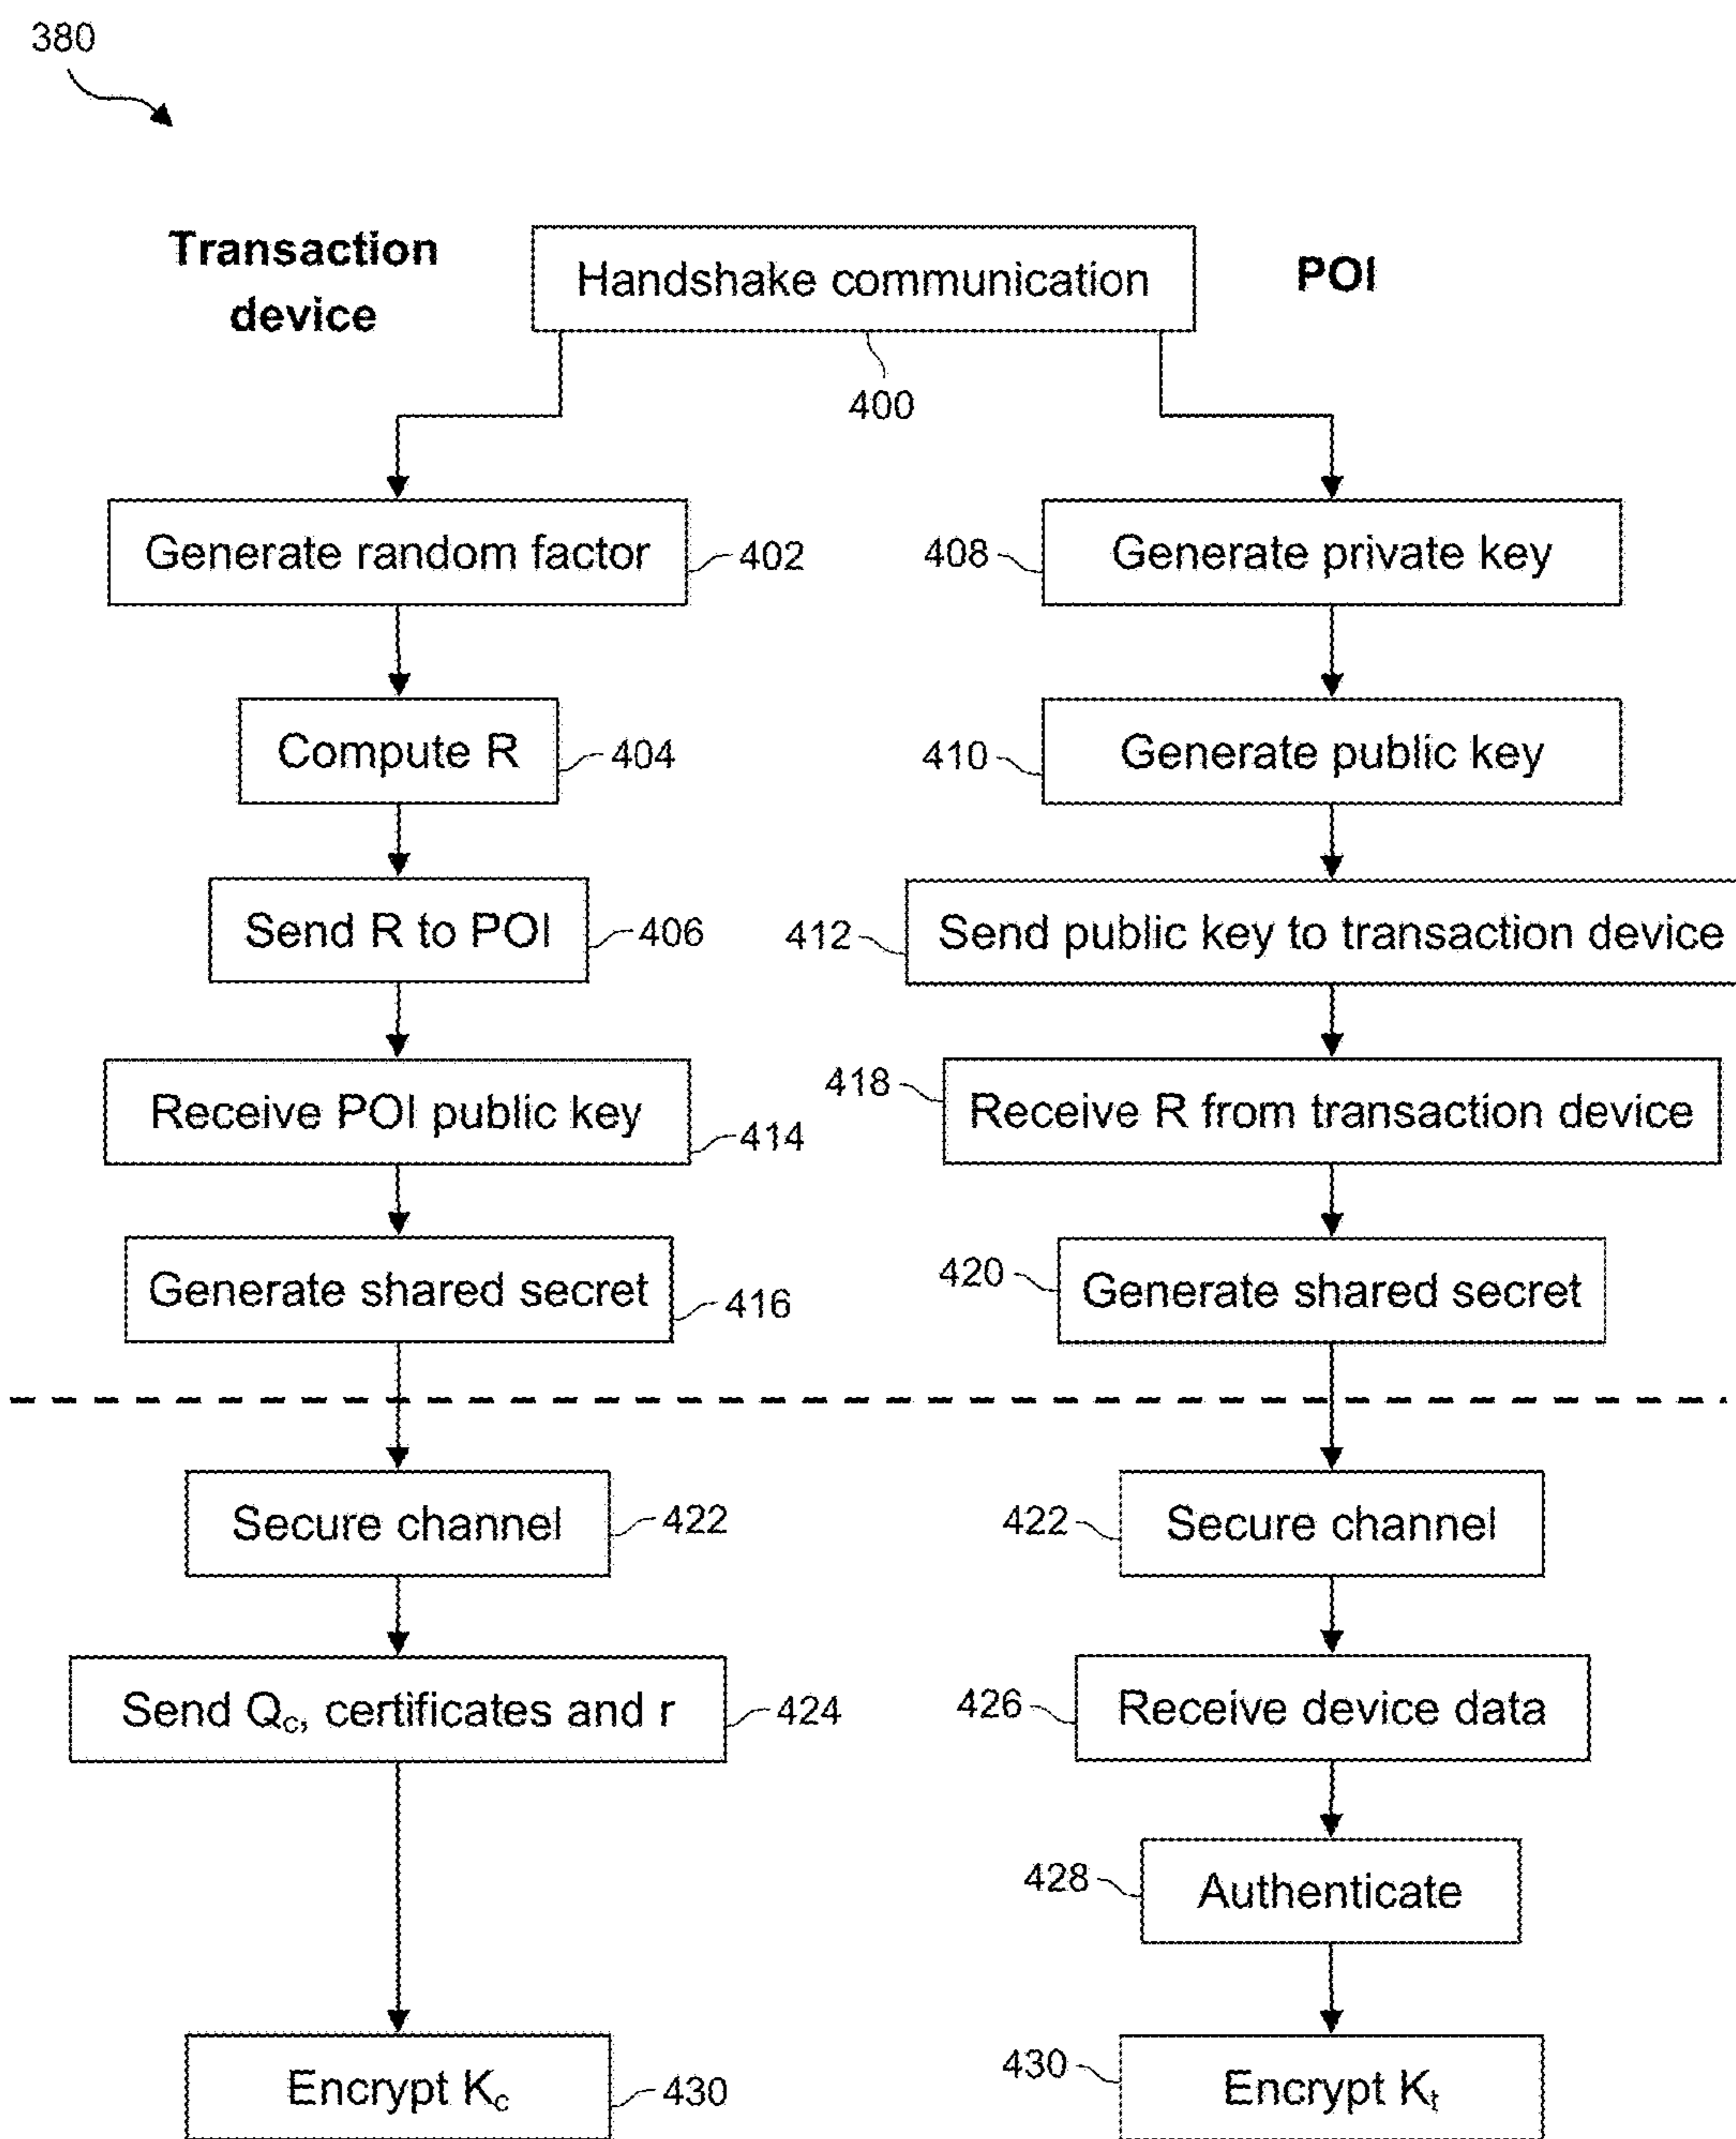 380
Transaction
device
Handshake communication
POI
400
Generate random factor
402
408
Generate private key
Compute R
404
410
Generate public key
Send R to POI
406
412
Send public key to transaction device
Receive POI public key
414
418
Receive R from transaction device
Generate shared secret
416
420
Generate shared secret
Secure channel
422
422
Secure channel
Send Qc, certificates and r
424
426
Receive device data
428
Authenticate
Encrypt Kc
430
430
Encrypt Kt